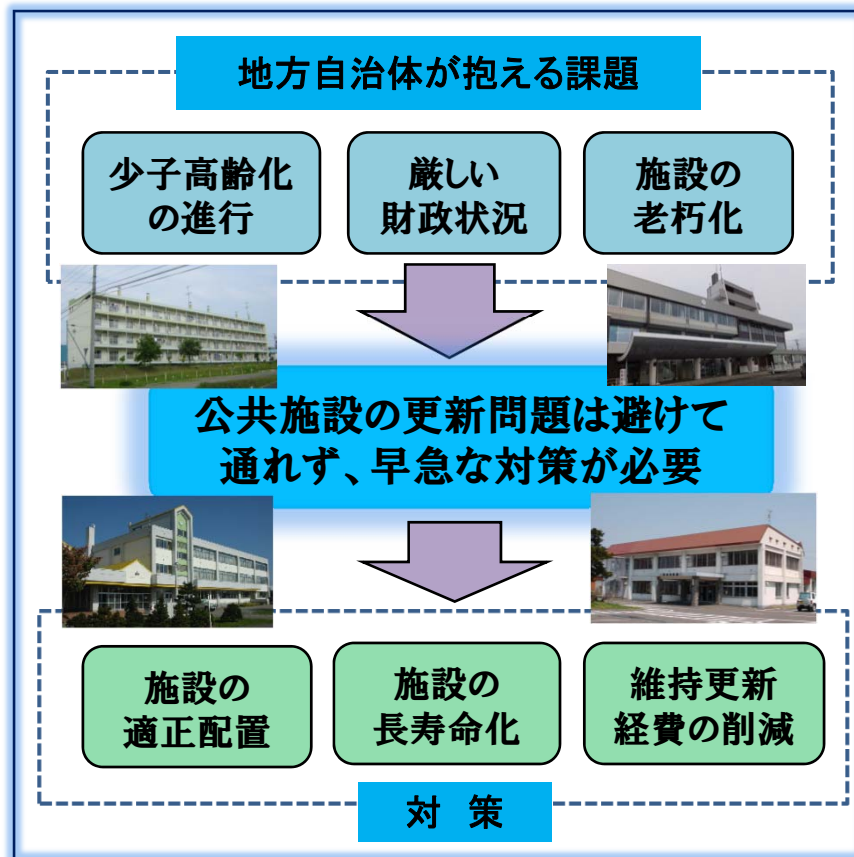 地方自治体が抱える課題
少子高齢化
の進行
厳しい
財政状況
施設の
老朽化
公共施設の更新問題は避けて
通れず、早急な対策が必要
施設の
適正配置
施設の
長寿命化
維持更新
経費の削減
対 策